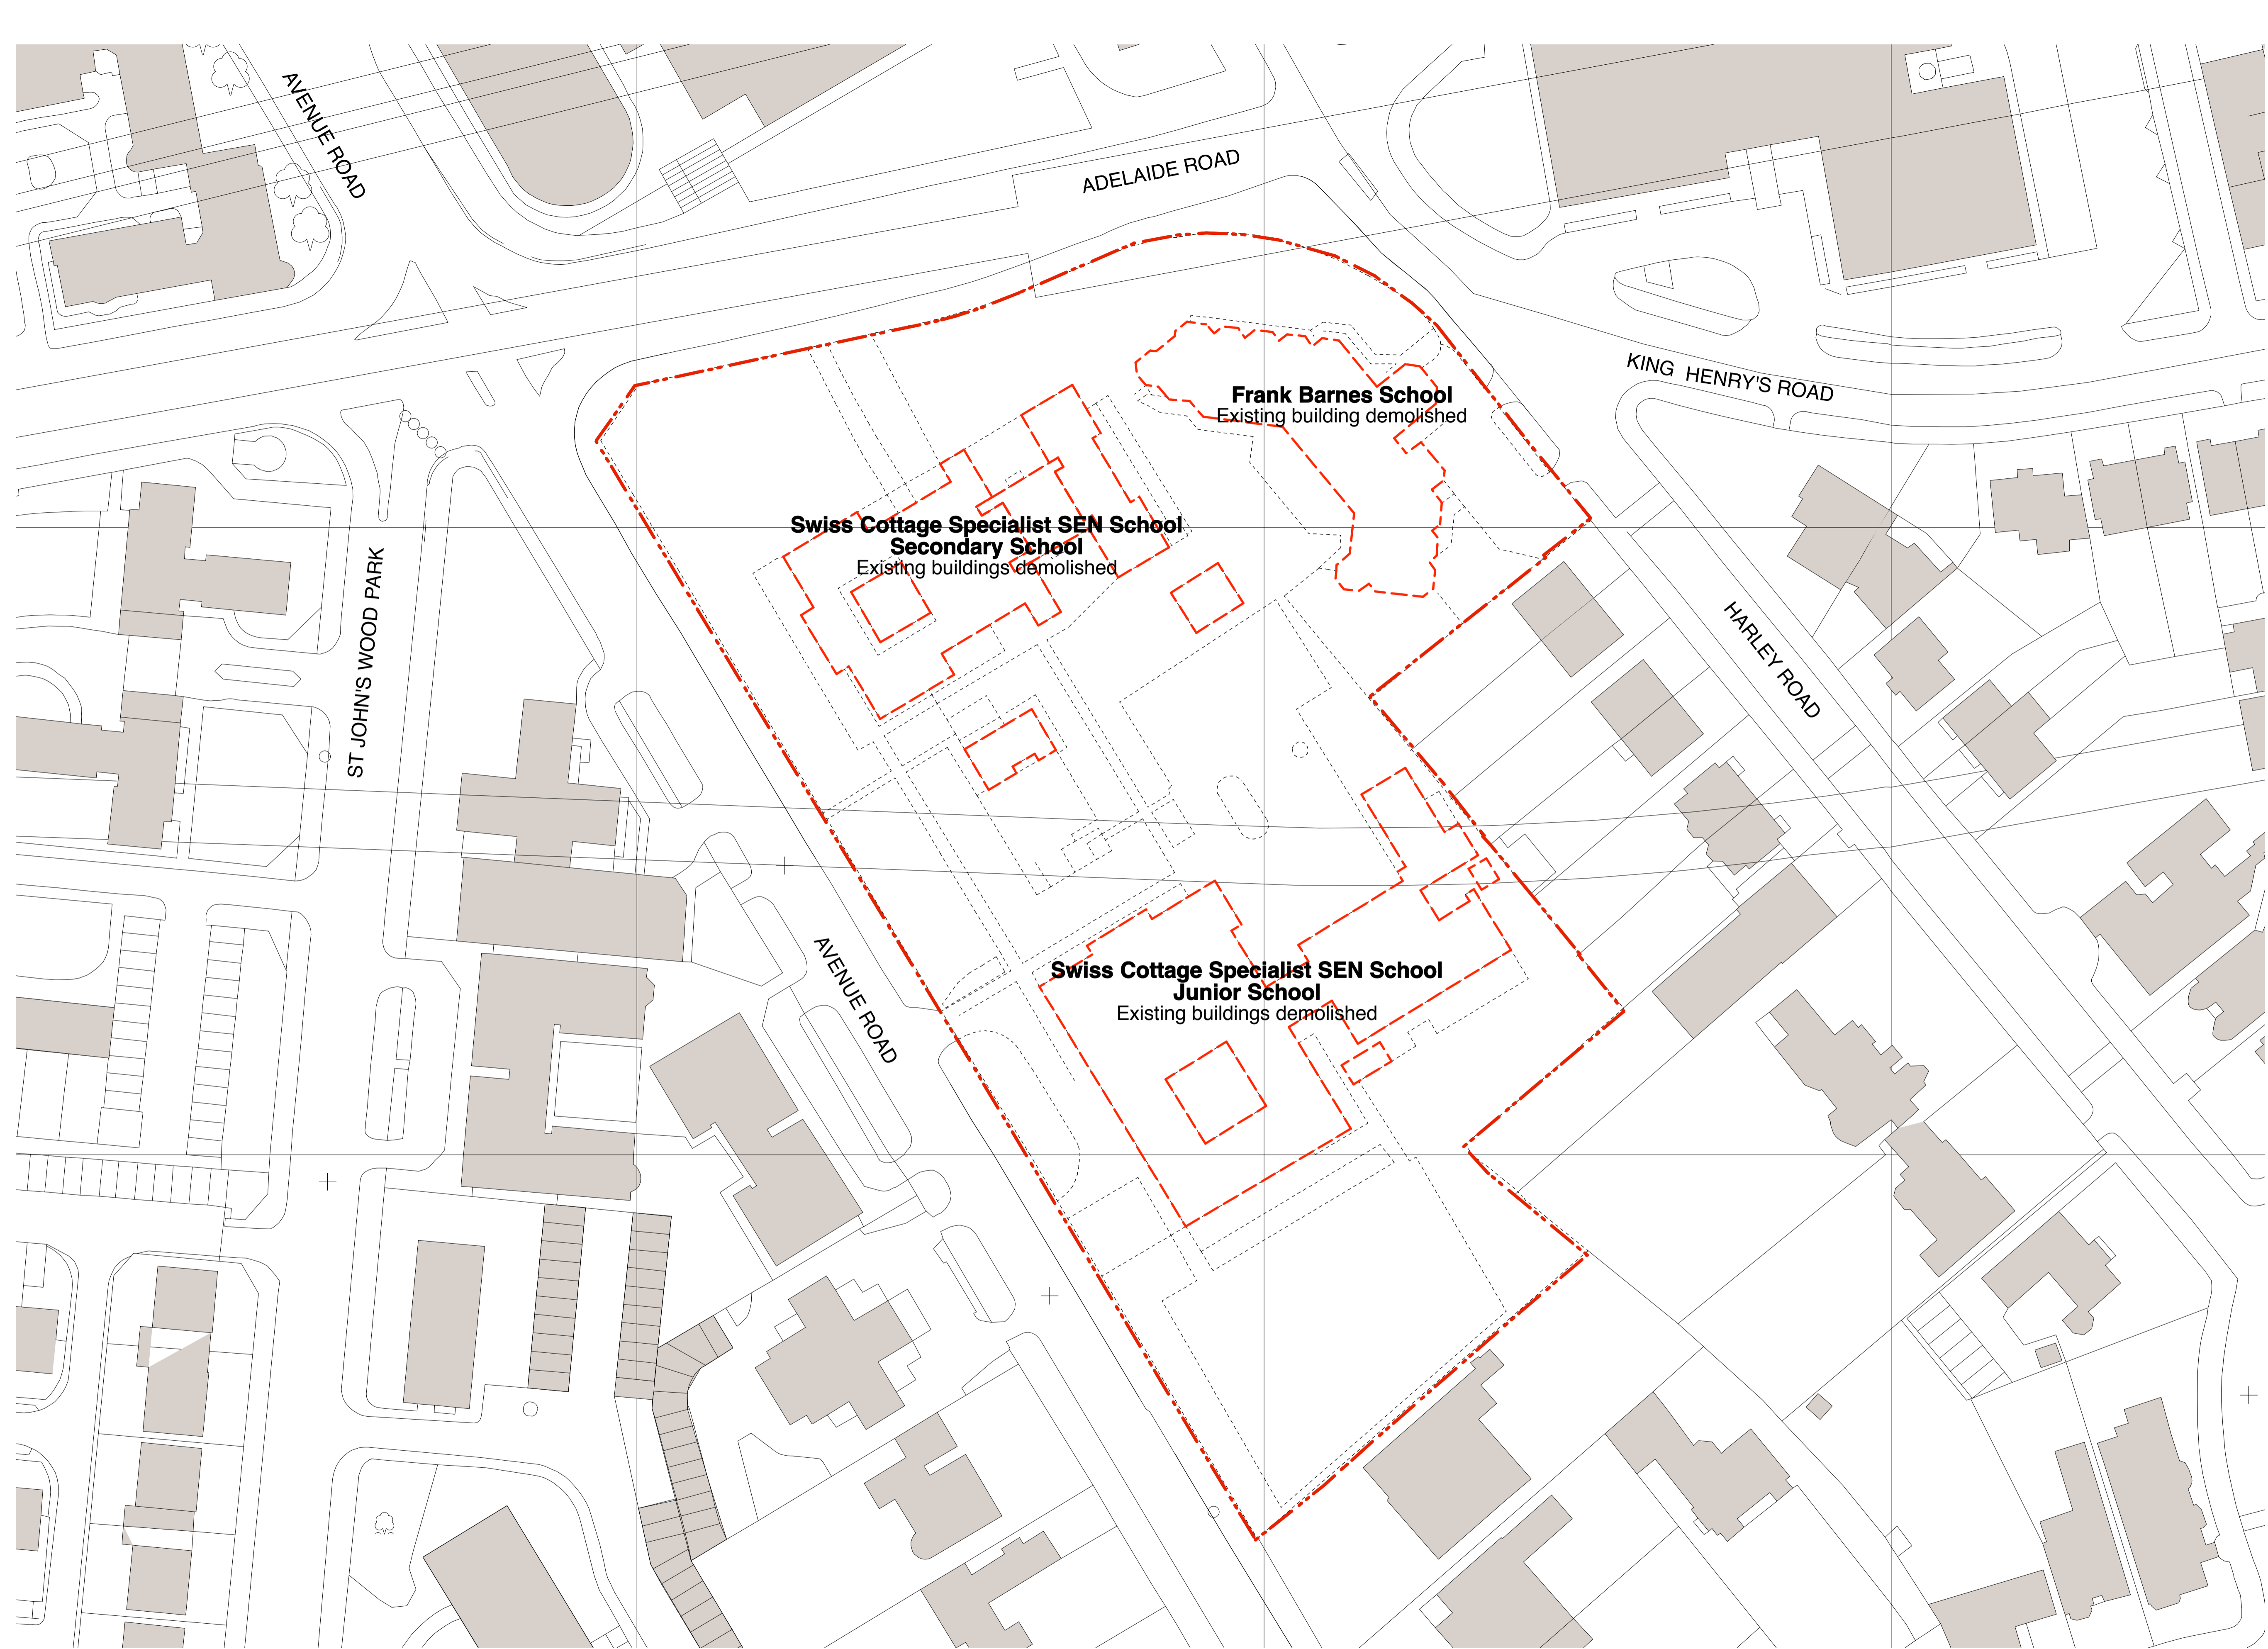 AVENUE ROAD
ADELAIDE ROAD
KING HENRY'S ROAD
Frank Barnes School
Existing building demolished
Swiss Cottage Specialist SEN School
Secondary School
Existing buildings demolished
ST JOHN'S WOOD PARK
HARLEY ROAD
AVENUE ROAD
Swiss Cottage Specialist SEN School
Junior School
Existing buildings demolished